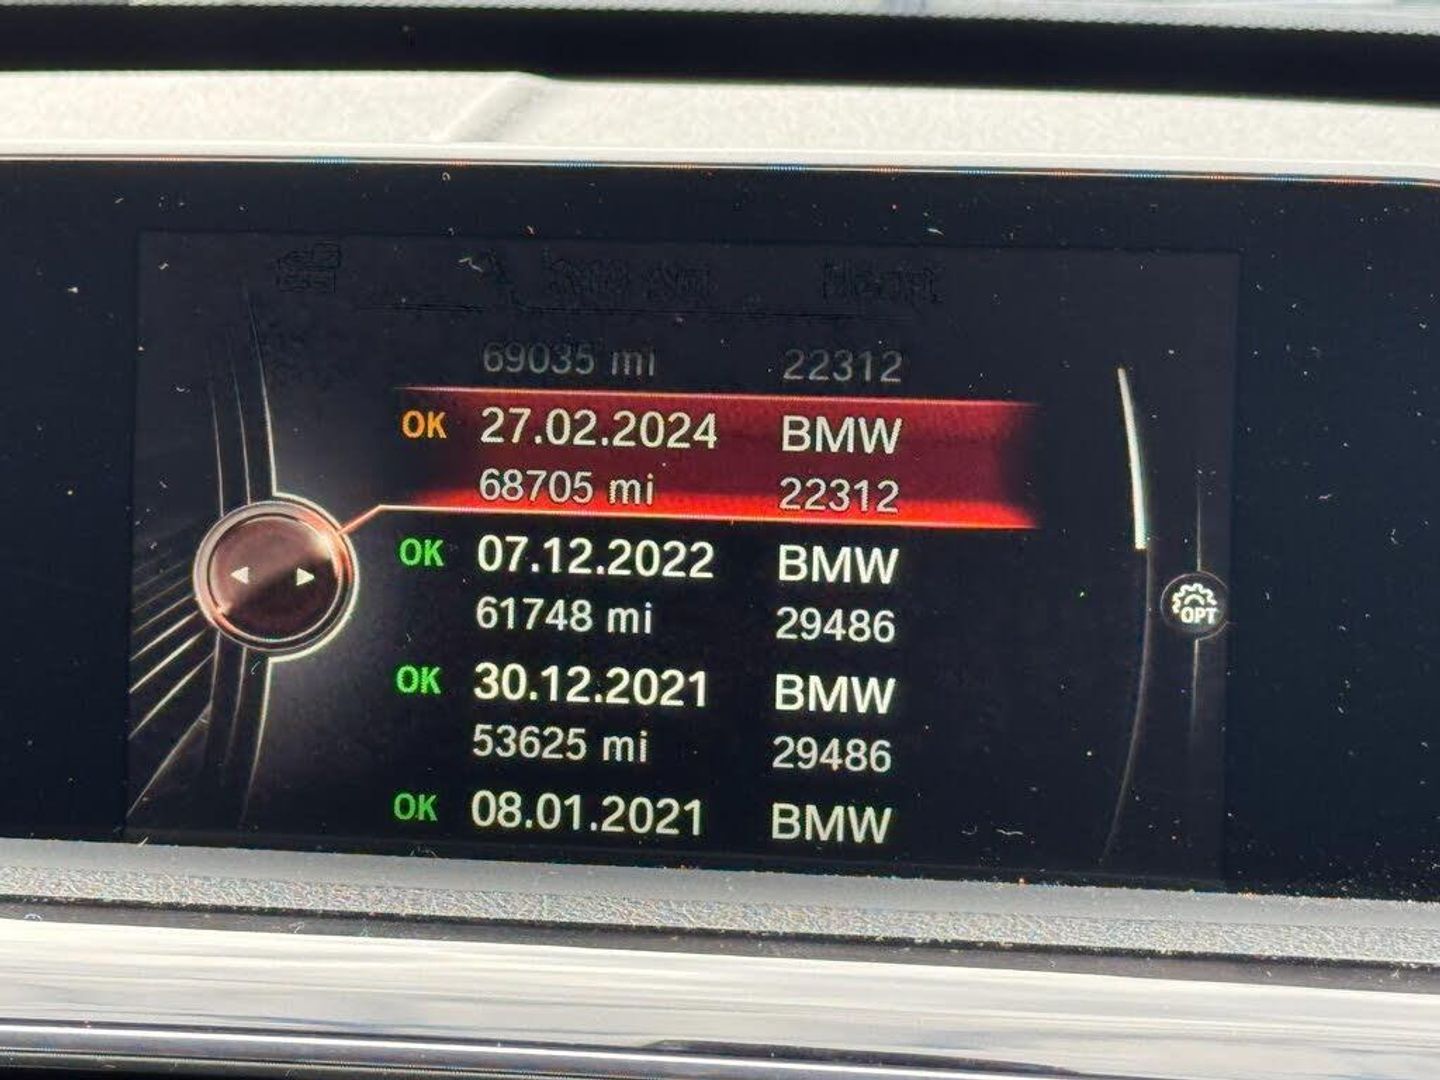 69035 mi 22312
OK 27.02.2024 BMW
68705 mi 22312
OK 07.12.2022 BMW
61748 mi 29486
OK 30.12.2021 BMW
53625 mi 29486
OK 08.01.2021 BMW
OPT